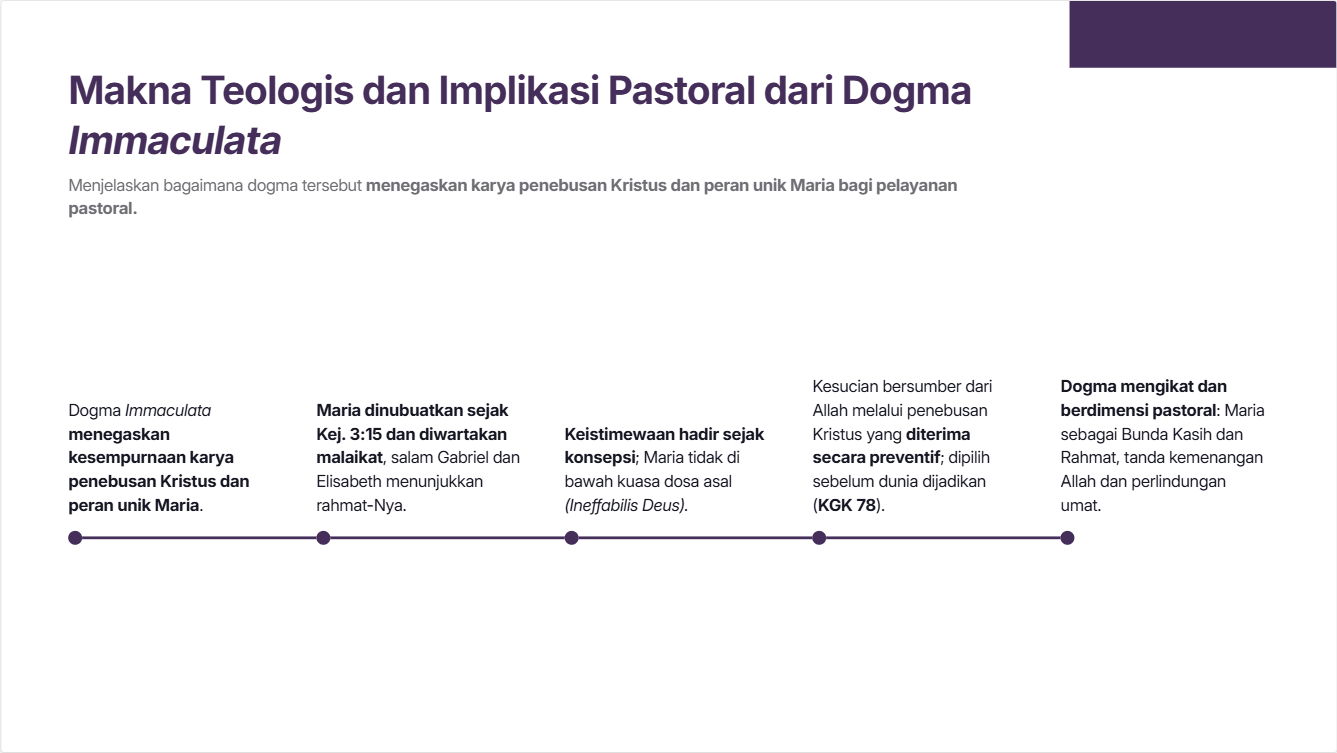 Makna Teologis dan Implikasi Pastoral dari Dogma
Immaculata
Menjelaskan bagaimana dogma tersebut menegaskan karya penebusan Kristus dan peran unik Maria bagi pelayanan
pastoral.
Dogma Immaculata
menegaskan
kesempurnaan karya
penebusan Kristus dan
peran unik Maria.
Maria dinubuatkan sejak
Kej. 3:15 dan diwartakan
malaikat, salam Gabriel dan
Elisabeth menunjukkan
rahmat-Nya.
Keistimewaan hadir sejak
konsepsi; Maria tidak di
bawah kuasa dosa asal
(Ineffabilis Deus).
Kesucian bersumber dari
Allah melalui penebusan
Kristus yang diterima
secara preventif; dipilih
sebelum dunia dijadikan
(KGK 78).
Dogma mengikat dan
berdimensi pastoral: Maria
sebagai Bunda Kasih dan
Rahmat, tanda kemenangan
Allah dan perlindungan
umat.